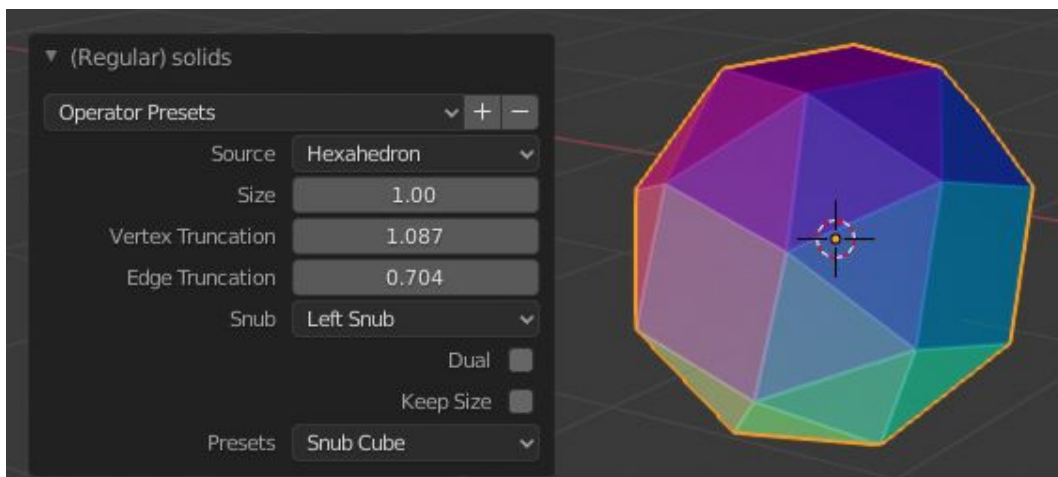 (Regular) solids
Operator Presets
Source Hexahedron
Size 1.00
Vertex Truncation 1.087
Edge Truncation 0.704
Snub Left Snub
Dual
Keep Size
Presets Snub Cube